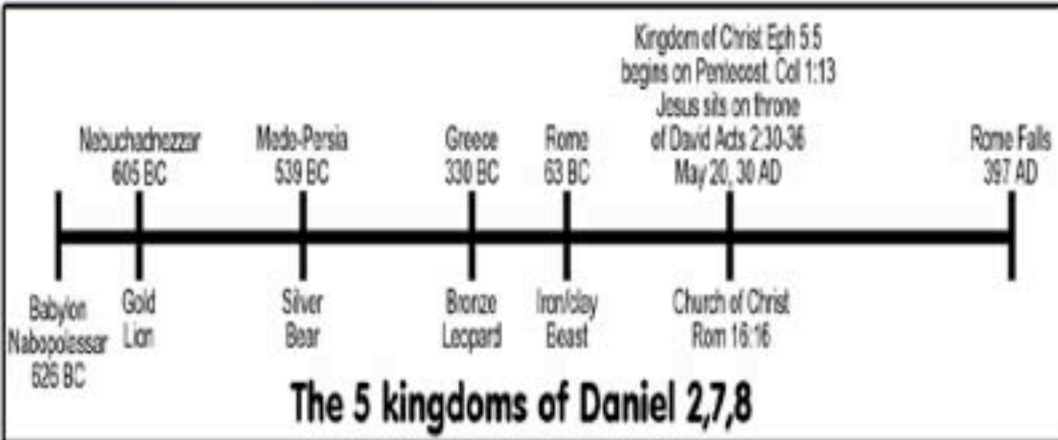 Kingdom of Christ Eph 5:5
begins on Pentecost. Col 1:13
Jesus sits on throne
of David Acts 2:30-36
May 20, 30 AD
Nebuchadnezzar
605 BC
Medo-Persia
539 BC
Greece
330 BC
Rome
63 BC
Rome Falls
397 AD
Babylon
Nabopolassar
626 BC
Gold
Lion
Silver
Bear
Bronze
Leopard
Iron/clay
Beast
Church of Christ
Rom 16:16
The 5 kingdoms of Daniel 2,7,8